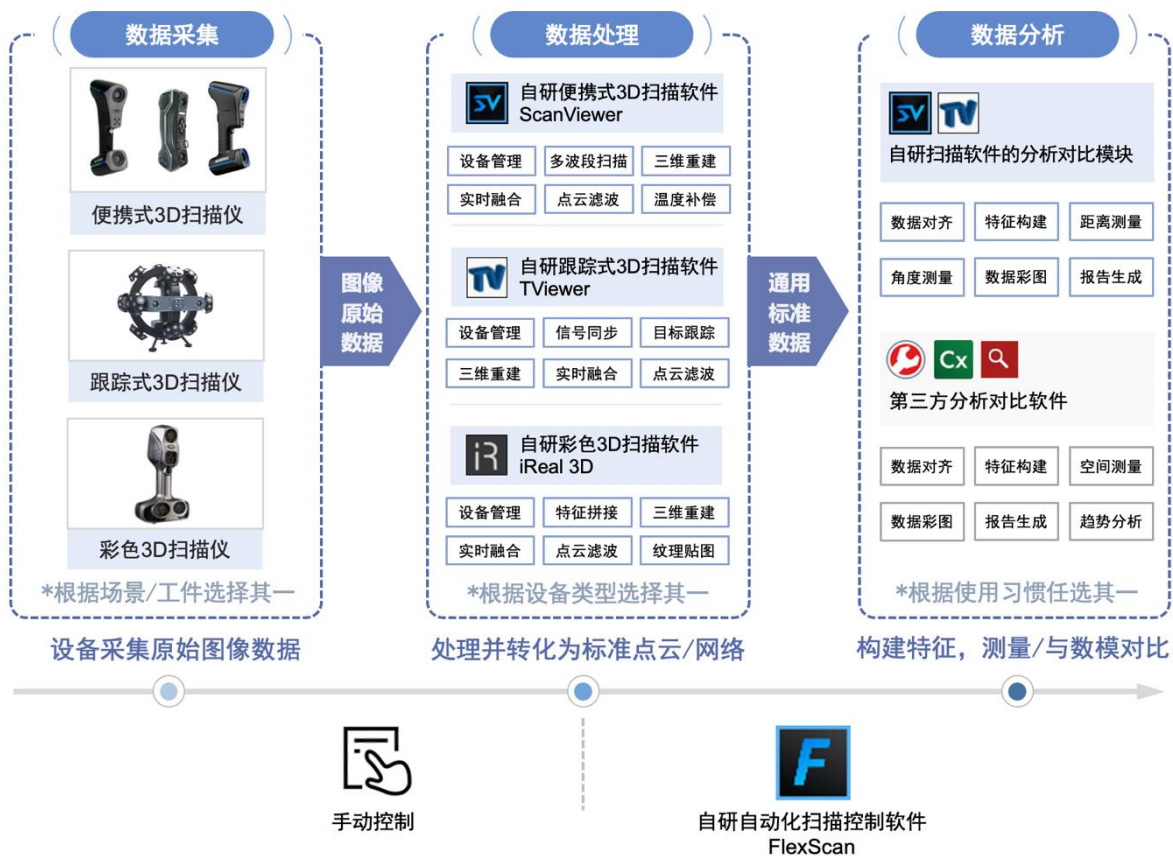 数据采集
便携式3D扫描仪
跟踪式3D扫描仪
彩色3D扫描仪
*根据场景/工件选择其一
设备采集原始图像数据
图像
原始
数据
数据处理
SV
自研便携式3D扫描软件
ScanViewer
设备管理 多波段扫描 三维重建
实时融合 点云滤波 温度补偿
TV
自研跟踪式3D扫描软件
TViewer
设备管理 信号同步 目标跟踪
三维重建 实时融合 点云滤波
iR
自研彩色3D扫描软件
iReal 3D
设备管理 特征拼接 三维重建
实时融合 点云滤波 纹理贴图
*根据设备类型选择其一
处理并转化为标准点云/网络
通用
标准
数据
数据分析
SV TV
自研扫描软件的分析对比模块
数据对齐 特征构建 距离测量
角度测量 数据彩图 报告生成
Cx
第三方分析对比软件
数据对齐 特征构建 空间测量
数据彩图 报告生成 趋势分析
*根据使用习惯任选其一
构建特征，测量/与数模对比
手动控制
F
自研自动化扫描控制软件
FlexScan